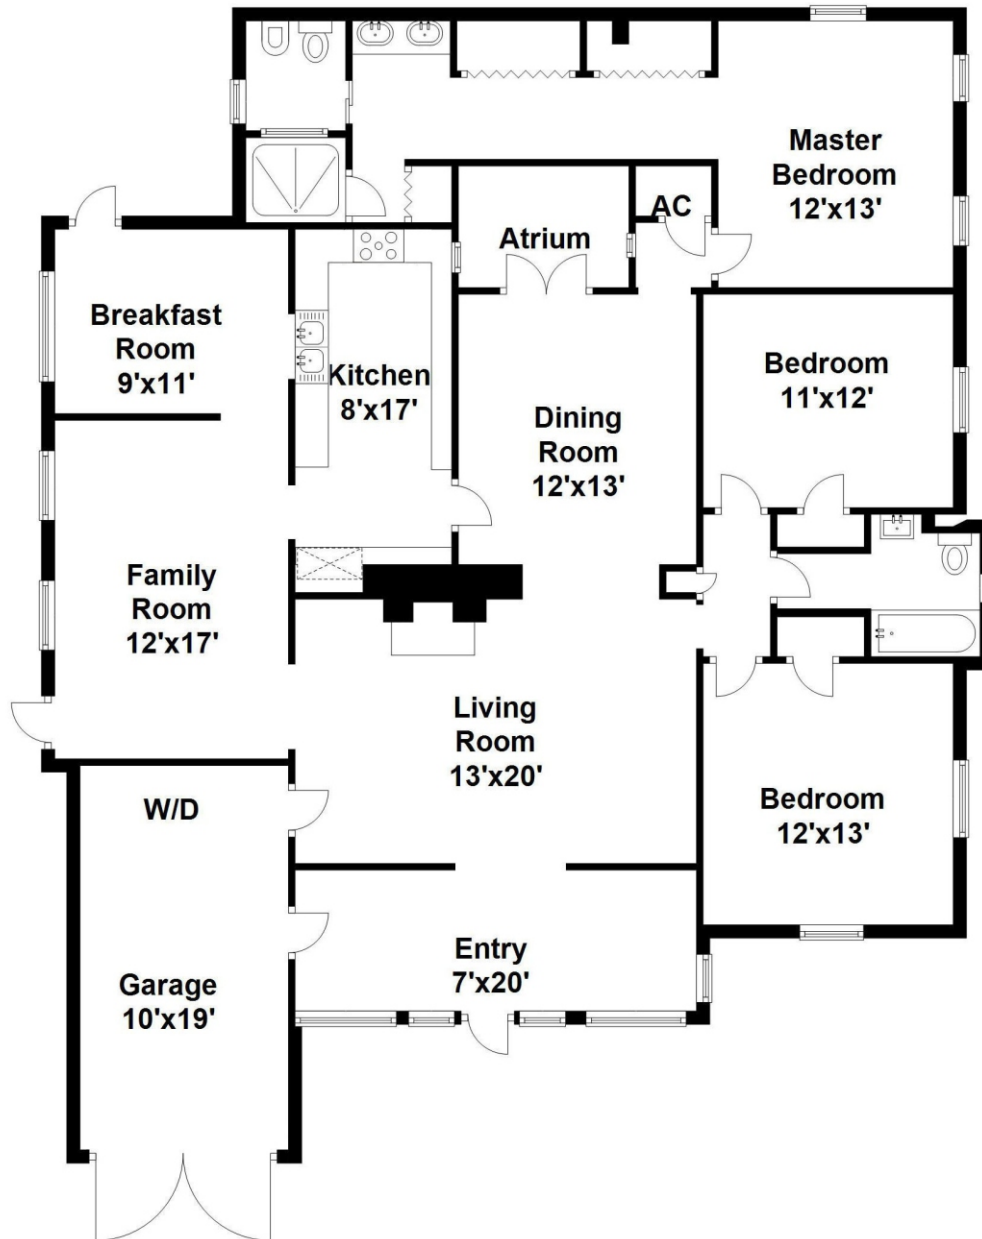 Master
Bedroom
12'x13'
AC
Atrium
Breakfast
Room
9'x11'
Kitchen
8'x17'
Bedroom
11'x12'
Dining
Room
12'x13'
Family
Room
12'x17'
Living
Room
13'x20'
Bedroom
12'x13'
W/D
Entry
7'x20'
Garage
10'x19'